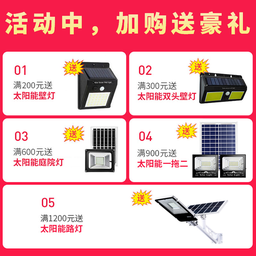 活动中，加购送豪礼
01
送
满200元送
太阳能壁灯
02
送
满300元送
太阳能双头壁灯
03
送
满600元送
太阳能庭院灯
04
送
满900元送
太阳能一拖二
05
送
满1200元送
太阳能路灯